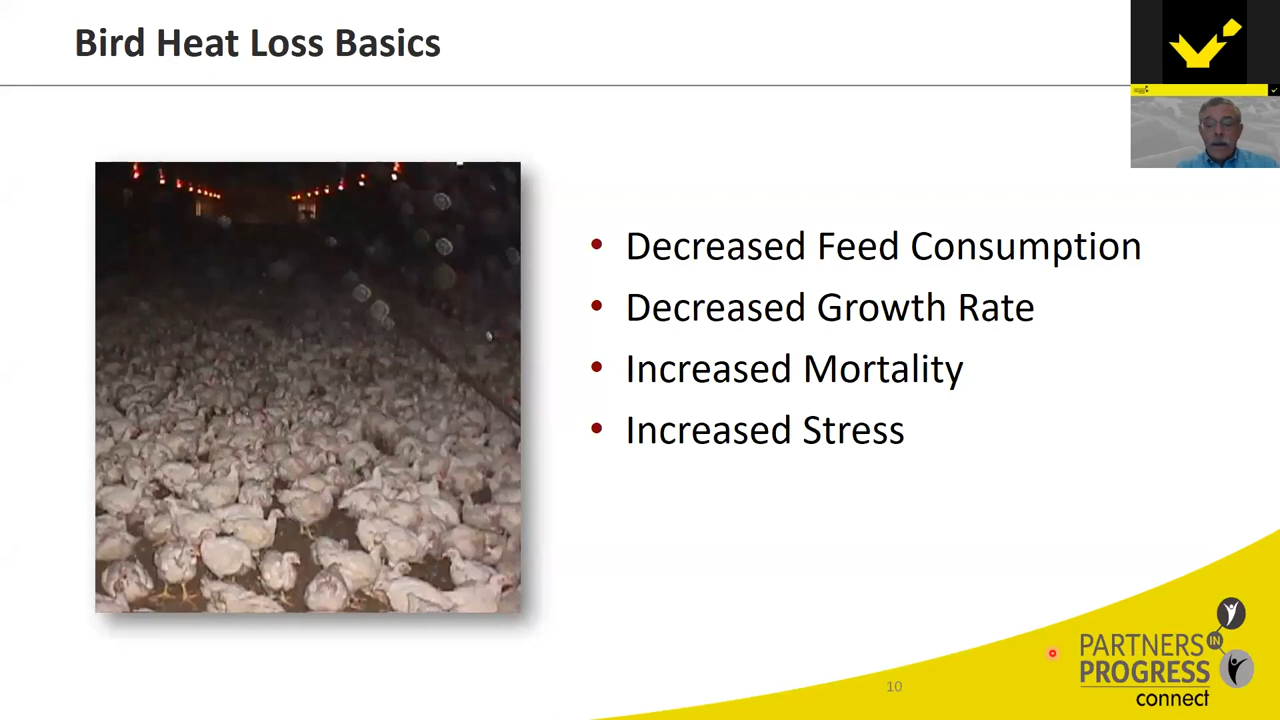 Bird Heat Loss Basics
• Decreased Feed Consumption
• Decreased Growth Rate
• Increased Mortality
• Increased Stress
PARTNERS IN
PROGRESS
connect
10